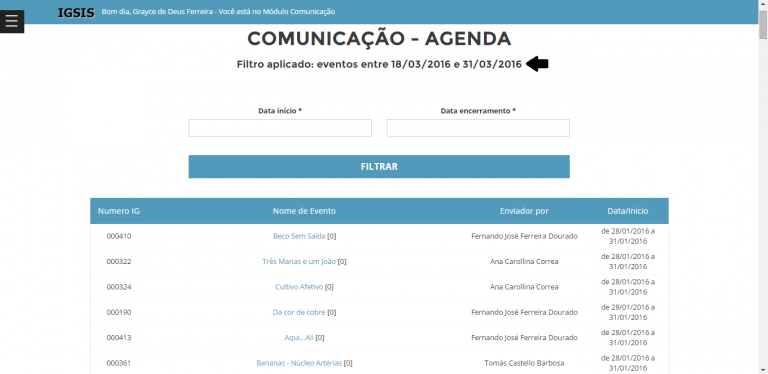 IGSIS Bom dia, Grayce de Deus Ferreira - Você está no Módulo Comunicação
COMUNICAÇÃO - AGENDA
Filtro aplicado: eventos entre 18/03/2016 e 31/03/2016
Data início * Data encerramento *
FILTRAR
Numero IG Nome de Evento Enviador por Data/Início
000410 Beco Sem Saída [0] Fernando José Ferreira Dourado de 28/01/2016 a
31/01/2016
000322 Três Marias e um João [0] Ana Carollina Correa de 28/01/2016 a
31/01/2016
000324 Cultivo Afetivo [0] Ana Carollina Correa de 28/01/2016 a
31/01/2016
000190 Da cor de cobre [0] Fernando José Ferreira Dourado de 28/01/2016 a
31/01/2016
000413 Aqui...Ali [0] Fernando José Ferreira Dourado de 28/01/2016 a
31/01/2016
000361 Bananas - Núcleo Artérias [0] Tomás Castello Barbosa de 28/01/2016 a
31/01/2016